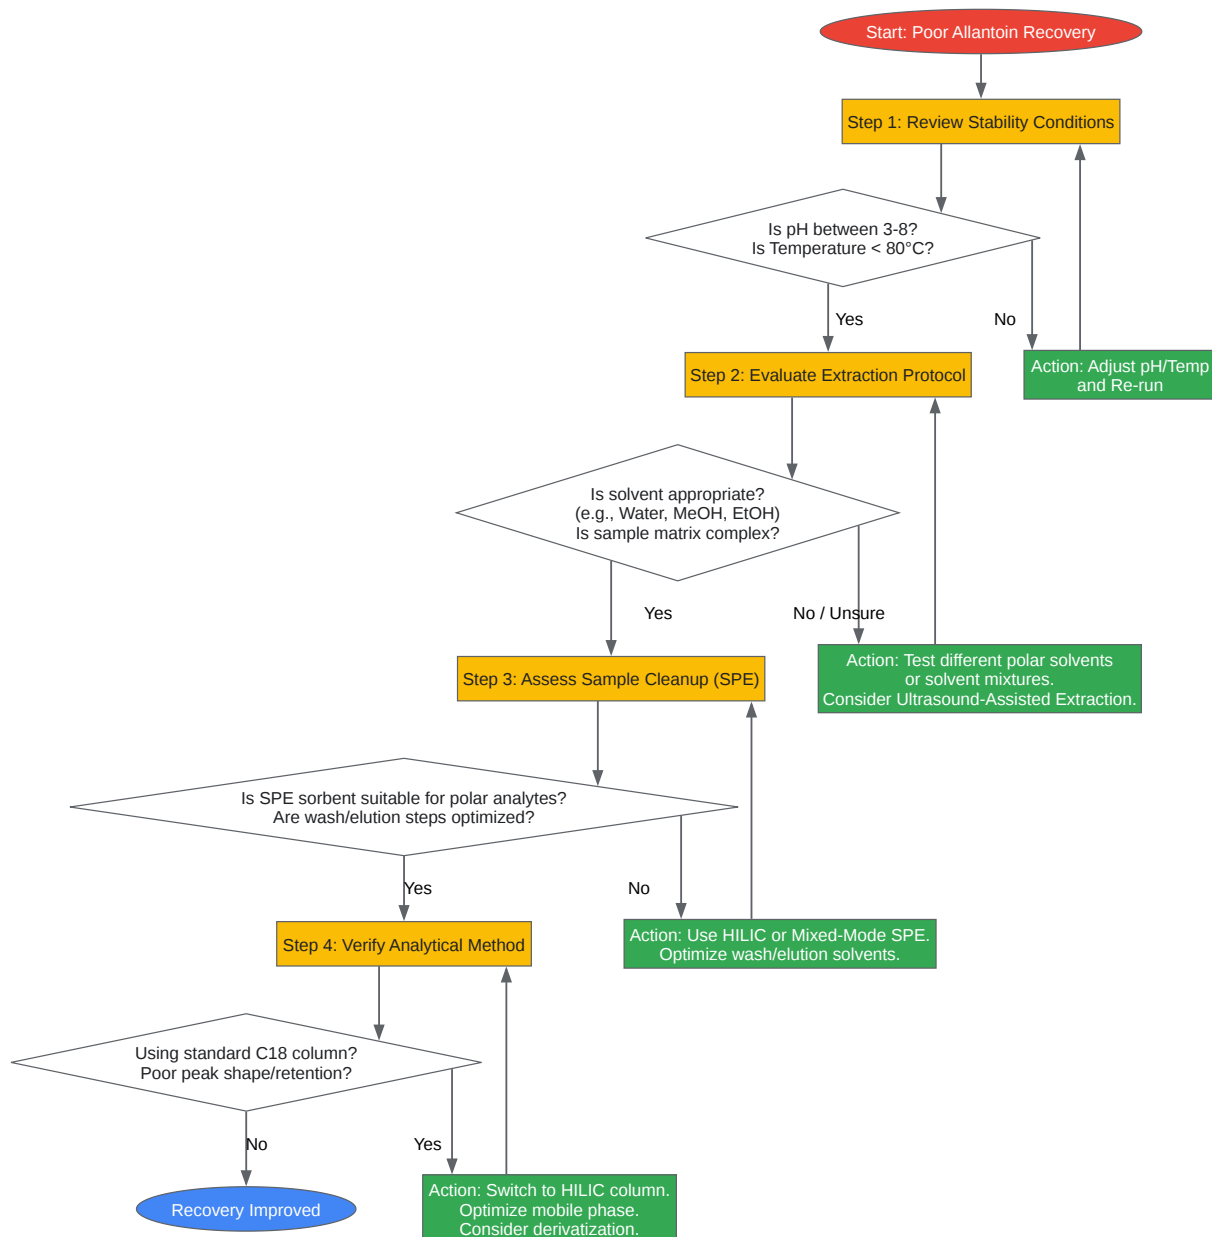 Start: Poor Allantoin Recovery
Step 1: Review Stability Conditions
Is pH between 3-8?
Is Temperature < 80°C?
Yes
No
Action: Adjust pH/Temp
and Re-run
Step 2: Evaluate Extraction Protocol
Is solvent appropriate?
(e.g., Water, MeOH, EtOH)
Is sample matrix complex?
Yes
No / Unsure
Action: Test different polar solvents
or solvent mixtures.
Consider Ultrasound-Assisted Extraction.
Step 3: Assess Sample Cleanup (SPE)
Is SPE sorbent suitable for polar analytes?
Are wash/elution steps optimized?
Yes
No
Action: Use HILIC or Mixed-Mode SPE.
Optimize wash/elution solvents.
Step 4: Verify Analytical Method
Using standard C18 column?
Poor peak shape/retention?
No
Yes
Action: Switch to HILIC column.
Optimize mobile phase.
Consider derivatization.
Recovery Improved